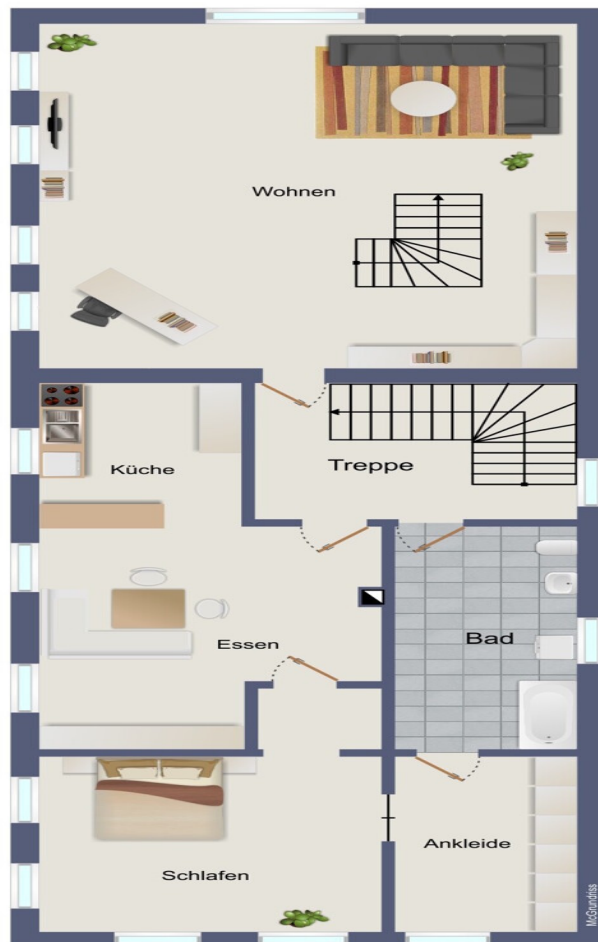 Wohnen
Küche
Treppe
Essen
Bad
Schlafen
Ankleide
McGrundriss